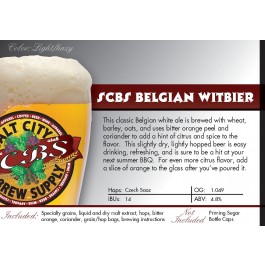 Color: Light/hazy
SCBS BELGIAN WITBIER
This classic Belgian white ale is brewed with wheat,
barley, oats, and uses bitter orange peel and
coriander to add a hint of citrus and spice to the
flavor. This slightly dry, lightly hopped beer is easy
drinking, refreshing, and is sure to be a hit at your
next summer BBQ. For even more citrus flavor, add
a slice of orange to the glass after you've poured it.
Hops: Czech Saaz
OG: 1.049
IBUs: 14
ABV: 4.8%
ALT CITY
CBS
BREW SUPPLY
Included: Specialty grains, liquid and dry malt extract, hops, bitter
orange, coriander, grain/hop bags, brewing instructions
Not
Included
Priming Sugar
Bottle Caps